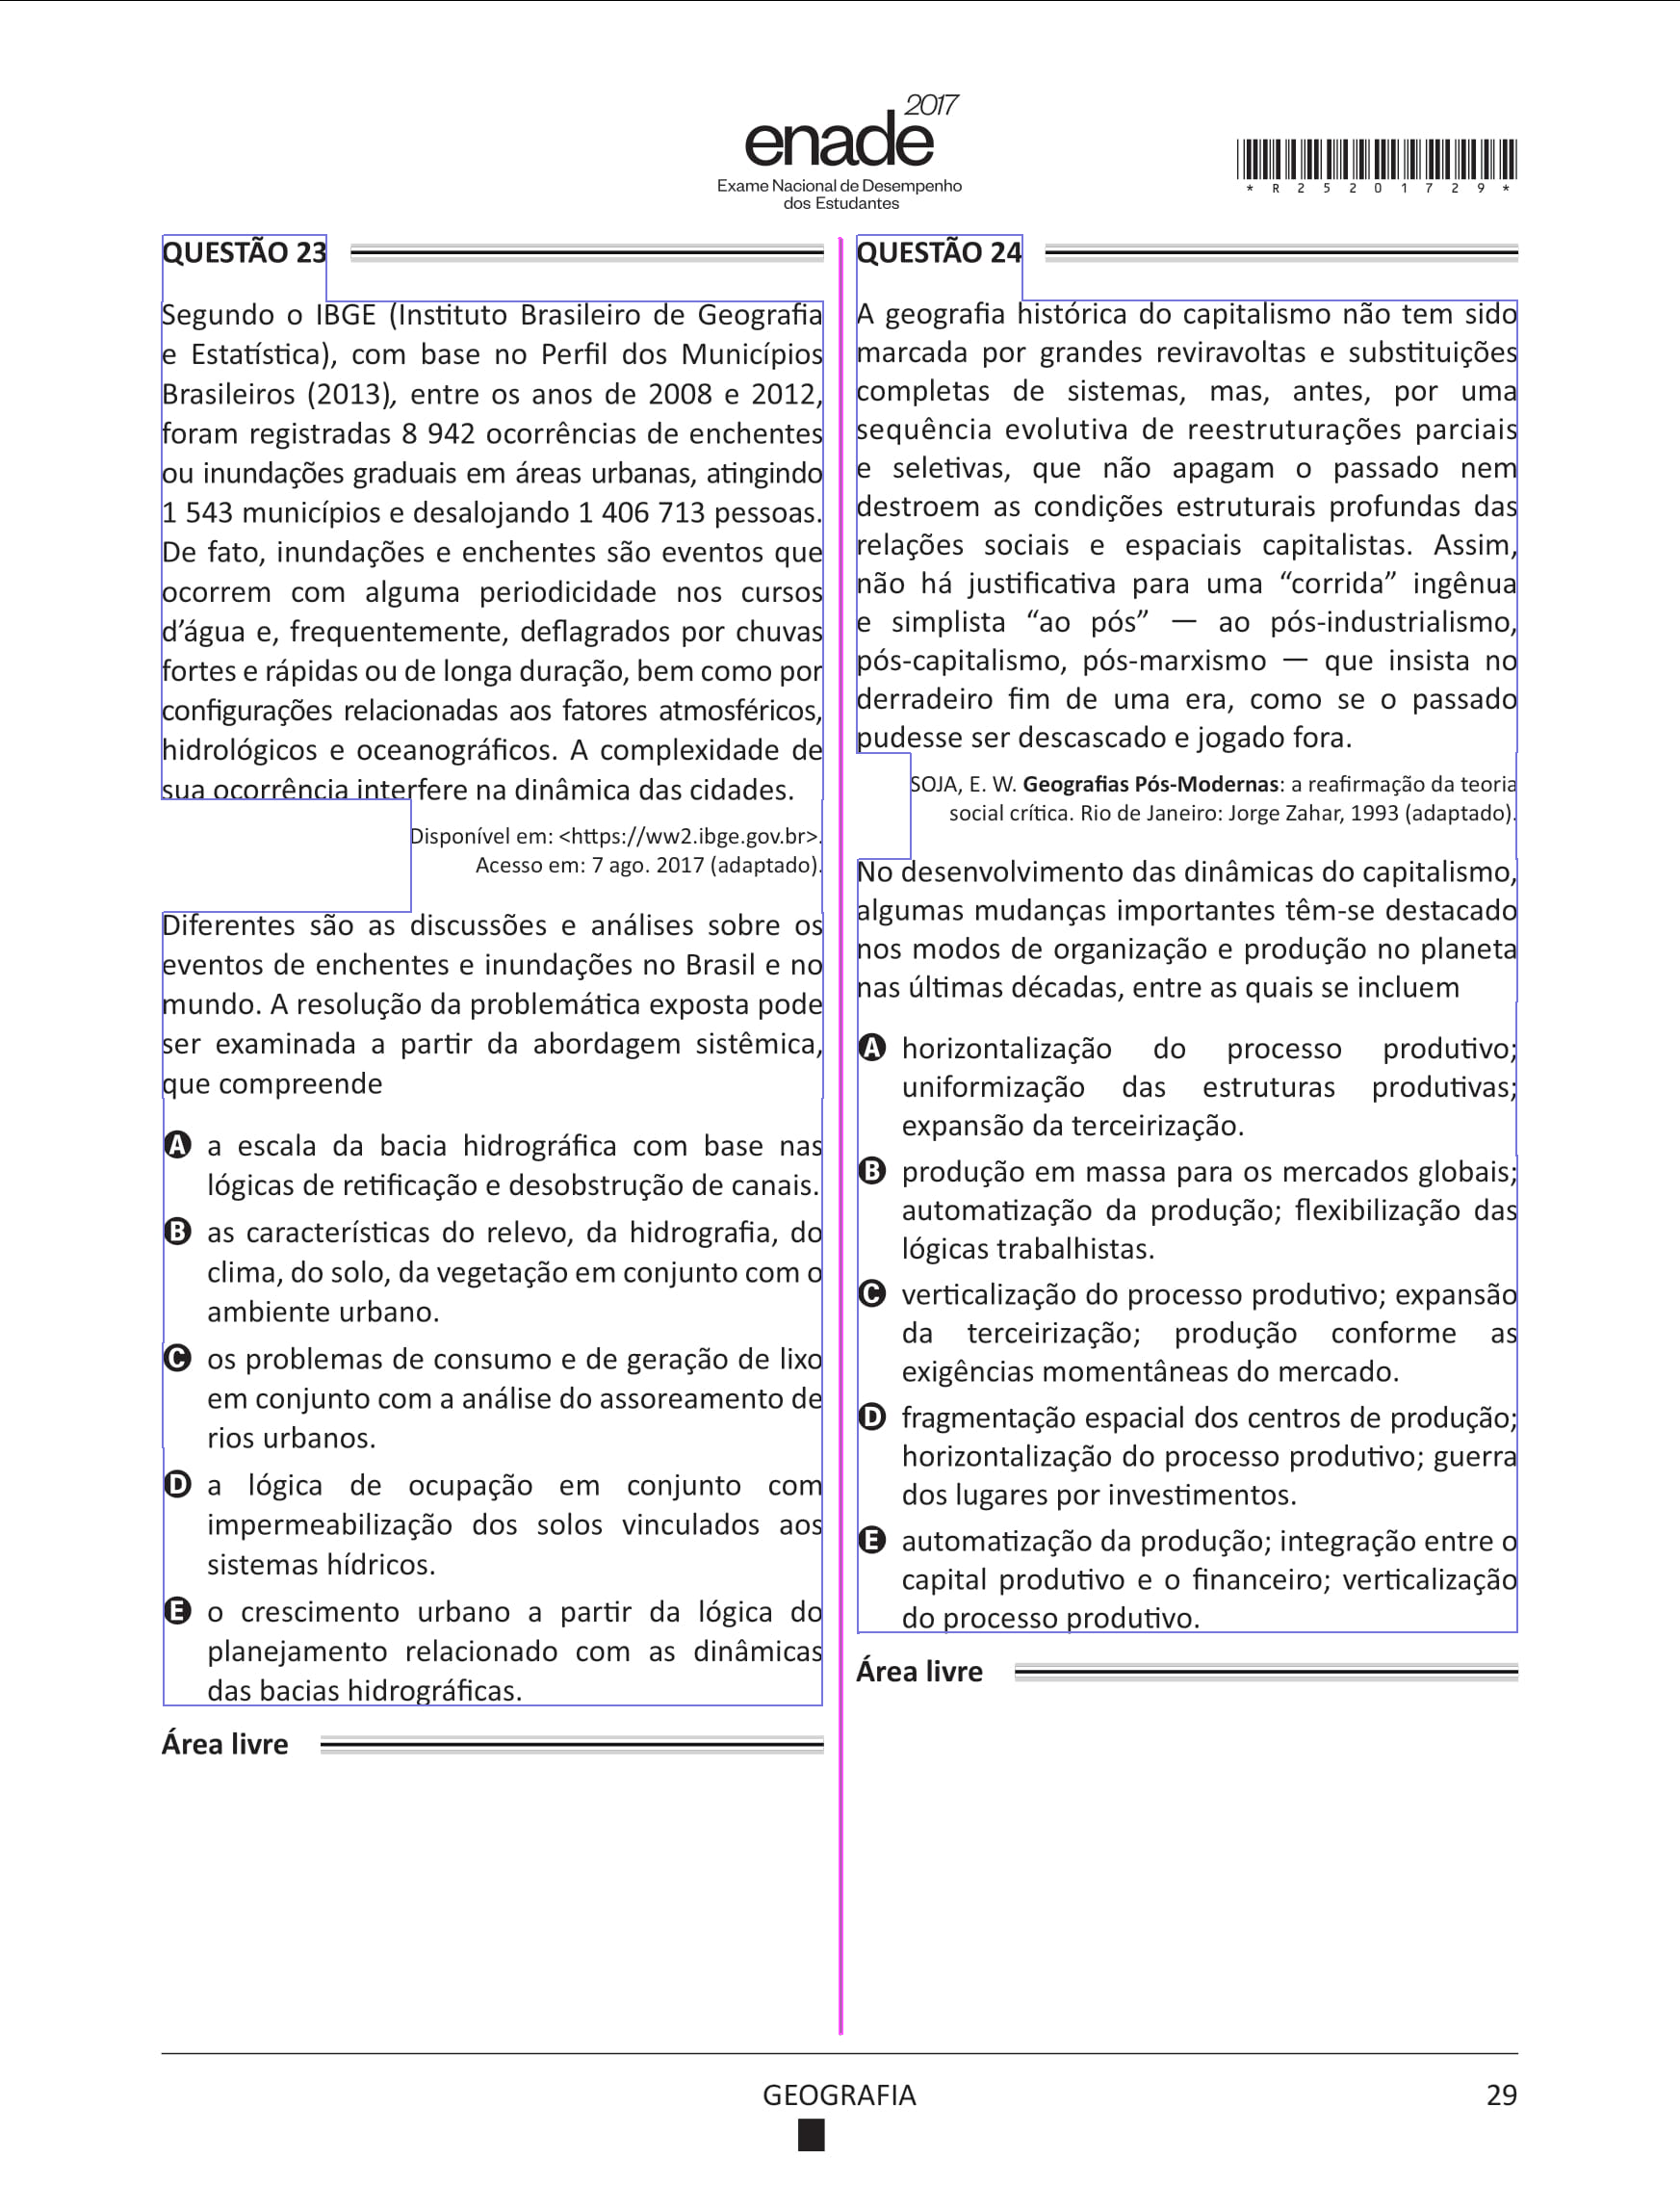 enade 2017
Exame Nacional de Desempenho
dos Estudantes
* R 2 5 2 0 1 7 2 9 *
QUESTÃO 23
Segundo o IBGE (Instituto Brasileiro de Geografia
e Estatística), com base no Perfil dos Municípios
Brasileiros (2013), entre os anos de 2008 e 2012,
foram registradas 8 942 ocorrências de enchentes
ou inundações graduais em áreas urbanas, atingindo
1 543 municípios e desalojando 1 406 713 pessoas.
De fato, inundações e enchentes são eventos que
ocorrem com alguma periodicidade nos cursos
d’água e, frequentemente, deflagrados por chuvas
fortes e rápidas ou de longa duração, bem como por
configurações relacionadas aos fatores atmosféricos,
hidrológicos e oceanográficos. A complexidade de
sua ocorrência interfere na dinâmica das cidades.
Disponível em: <https://ww2.ibge.gov.br>.
Acesso em: 7 ago. 2017 (adaptado).
Diferentes são as discussões e análises sobre os
eventos de enchentes e inundações no Brasil e no
mundo. A resolução da problemática exposta pode
ser examinada a partir da abordagem sistêmica,
que compreende
A a escala da bacia hidrográfica com base nas
lógicas de retificação e desobstrução de canais.
B as características do relevo, da hidrografia, do
clima, do solo, da vegetação em conjunto com o
ambiente urbano.
C os problemas de consumo e de geração de lixo
em conjunto com a análise do assoreamento de
rios urbanos.
D a lógica de ocupação em conjunto com
impermeabilização dos solos vinculados aos
sistemas hídricos.
E o crescimento urbano a partir da lógica do
planejamento relacionado com as dinâmicas
das bacias hidrográficas.
Área livre
QUESTÃO 24
A geografia histórica do capitalismo não tem sido
marcada por grandes reviravoltas e substituições
completas de sistemas, mas, antes, por uma
sequência evolutiva de reestruturações parciais
e seletivas, que não apagam o passado nem
destroem as condições estruturais profundas das
relações sociais e espaciais capitalistas. Assim,
não há justificativa para uma “corrida” ingênua
e simplista “ao pós” — ao pós-industrialismo,
pós-capitalismo, pós-marxismo — que insista no
derradeiro fim de uma era, como se o passado
pudesse ser descascado e jogado fora.
SOJA, E. W. Geografias Pós-Modernas: a reafirmação da teoria
social crítica. Rio de Janeiro: Jorge Zahar, 1993 (adaptado).
No desenvolvimento das dinâmicas do capitalismo,
algumas mudanças importantes têm-se destacado
nos modos de organização e produção no planeta
nas últimas décadas, entre as quais se incluem
A horizontalização do processo produtivo;
uniformização das estruturas produtivas;
expansão da terceirização.
B produção em massa para os mercados globais;
automatização da produção; flexibilização das
lógicas trabalhistas.
C verticalização do processo produtivo; expansão
da terceirização; produção conforme as
exigências momentâneas do mercado.
D fragmentação espacial dos centros de produção;
horizontalização do processo produtivo; guerra
dos lugares por investimentos.
E automatização da produção; integração entre o
capital produtivo e o financeiro; verticalização
do processo produtivo.
Área livre
GEOGRAFIA
29